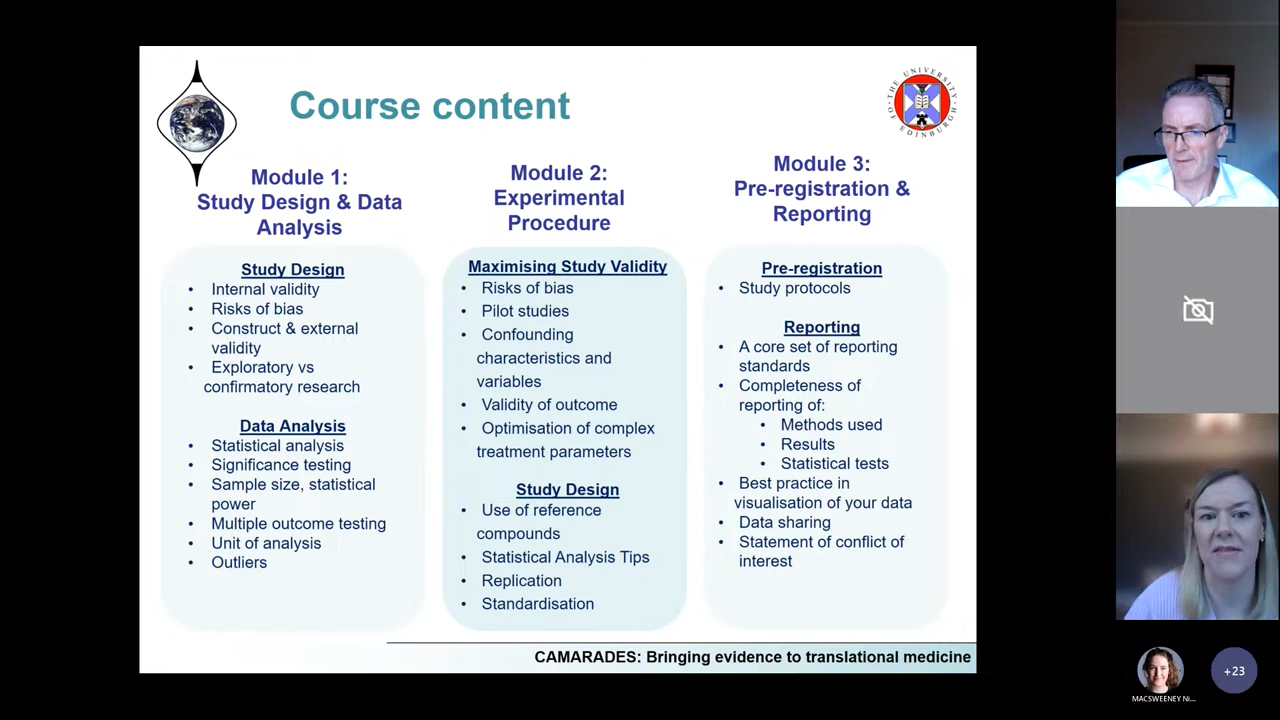 Course content
THE UNIVERSITY OF EDINBURGH
Module 1:
Study Design & Data
Analysis
Study Design
• Internal validity
• Risks of bias
• Construct & external
validity
• Exploratory vs
confirmatory research
Data Analysis
• Statistical analysis
• Significance testing
• Sample size, statistical
power
• Multiple outcome testing
• Unit of analysis
• Outliers
Module 2:
Experimental
Procedure
Maximising Study Validity
• Risks of bias
• Pilot studies
• Confounding
characteristics and
variables
• Validity of outcome
• Optimisation of complex
treatment parameters
Study Design
• Use of reference
compounds
• Statistical Analysis Tips
• Replication
• Standardisation
Module 3:
Pre-registration &
Reporting
Pre-registration
• Study protocols
Reporting
• A core set of reporting
standards
• Completeness of
reporting of:
• Methods used
• Results
• Statistical tests
• Best practice in
visualisation of your data
• Data sharing
• Statement of conflict of
interest
CAMARADES: Bringing evidence to translational medicine
MACSWEENEY Ni...
+23